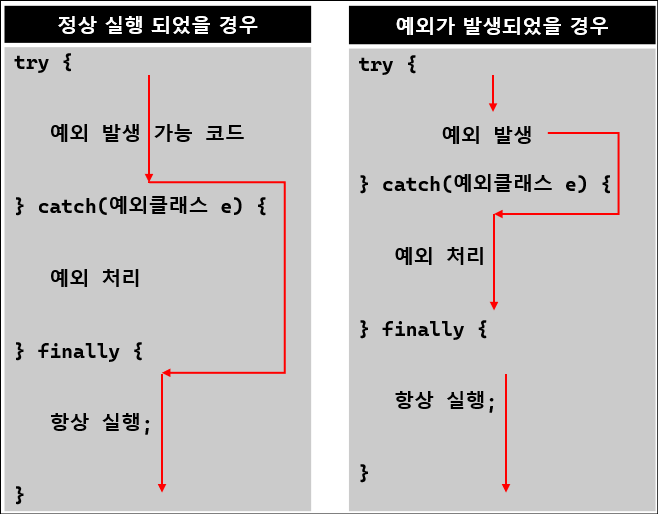 정상 실행 되었을 경우
try {
예외 발생 가능 코드
} catch(예외클래스 e) {
예외 처리
} finally {
항상 실행;
}
예외가 발생되었을 경우
try {
예외 발생
} catch(예외클래스 e) {
예외 처리
} finally {
항상 실행;
}